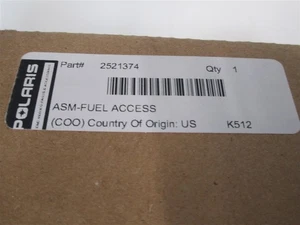 POLARIS
Part# 2521374 Qty 1
ASM-FUEL ACCESS
(COO) Country Of Origin: US K512